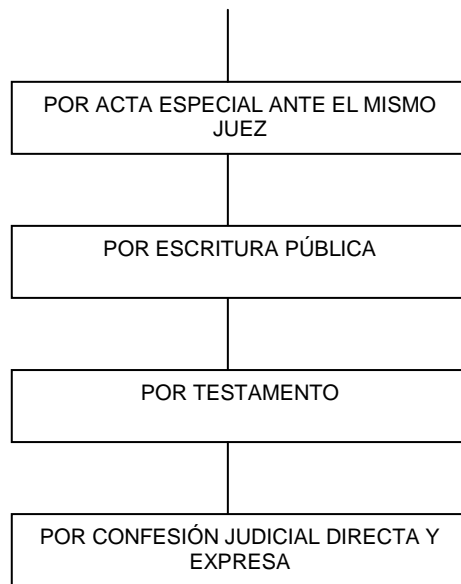 POR ACTA ESPECIAL ANTE EL MISMO
JUEZ
POR ESCRITURA PÚBLICA
POR TESTAMENTO
POR CONFESIÓN JUDICIAL DIRECTA Y
EXPRESA